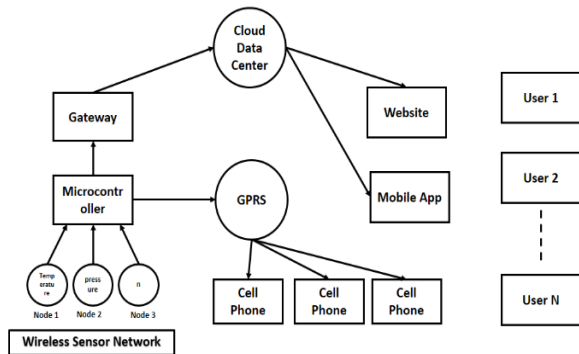 Cloud
Data
Center
Gateway
Website
User 1
Microcontr
oller
GPRS
Mobile App
User 2
Temp
eratu
re
press
ure
n
Node 1
Node 2
Node 3
Cell
Phone
Cell
Phone
Cell
Phone
User N
Wireless Sensor Network